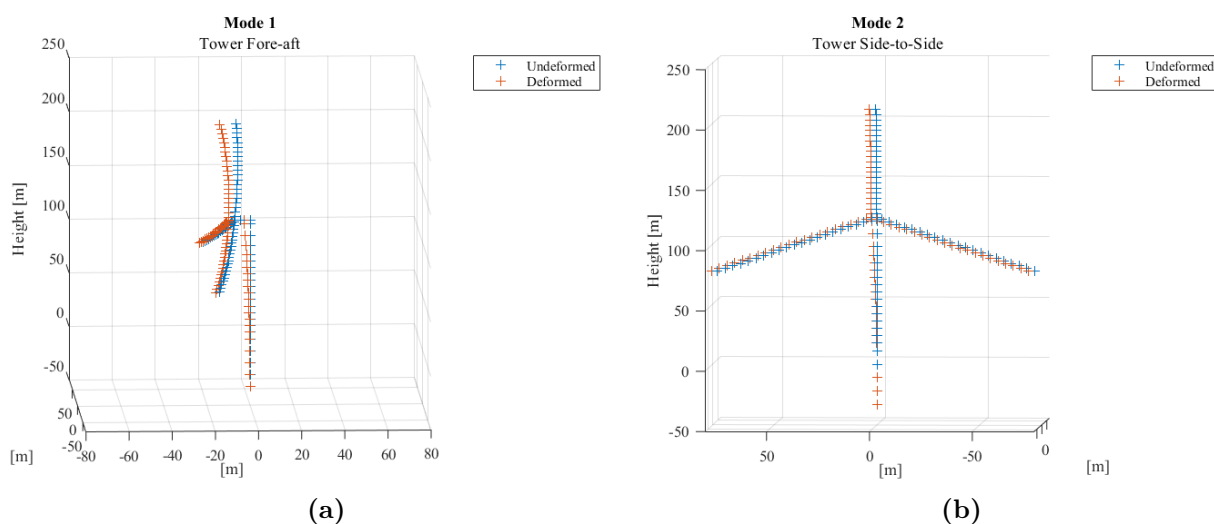 Mode 1
Tower Fore-aft
Undeformed
Deformed
250
200
150
100
50
0
-50
Height [m]
50
0
-50
[m]
-80 -60 -40 -20 0 20 40 60 80
[m]
(a)
Mode 2
Tower Side-to-Side
Undeformed
Deformed
250
200
150
100
50
0
-50
Height [m]
50 0 -50
0
[m]
[m]
(b)